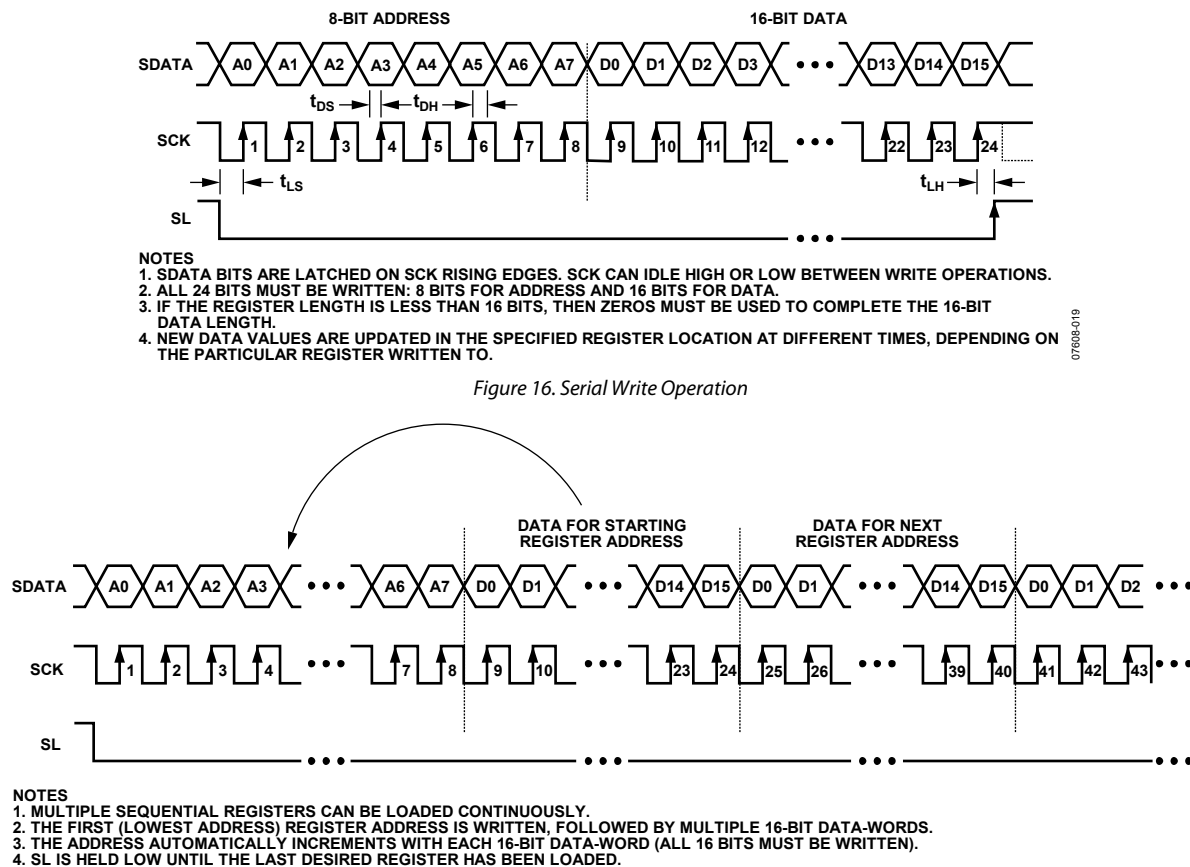 8-BIT ADDRESS 16-BIT DATA
SDATA A0 A1 A2 A3 A4 A5 A6 A7 D0 D1 D2 D3 D13 D14 D15
tDS tDH
SCK 1 2 3 4 5 6 7 8 9 10 11 12 22 23 24
tLS tLH
SL
NOTES
1. SDATA BITS ARE LATCHED ON SCK RISING EDGES. SCK CAN IDLE HIGH OR LOW BETWEEN WRITE OPERATIONS.
2. ALL 24 BITS MUST BE WRITTEN: 8 BITS FOR ADDRESS AND 16 BITS FOR DATA.
3. IF THE REGISTER LENGTH IS LESS THAN 16 BITS, THEN ZEROS MUST BE USED TO COMPLETE THE 16-BIT
DATA LENGTH.
4. NEW DATA VALUES ARE UPDATED IN THE SPECIFIED REGISTER LOCATION AT DIFFERENT TIMES, DEPENDING ON
THE PARTICULAR REGISTER WRITTEN TO.
07608-019
Figure 16. Serial Write Operation
DATA FOR STARTING
REGISTER ADDRESS
DATA FOR NEXT
REGISTER ADDRESS
SDATA A0 A1 A2 A3 A6 A7 D0 D1 D14 D15 D0 D1 D14 D15 D0 D1 D2
SCK 1 2 3 4 7 8 9 10 23 24 25 26 39 40 41 42 43
SL
NOTES
1. MULTIPLE SEQUENTIAL REGISTERS CAN BE LOADED CONTINUOUSLY.
2. THE FIRST (LOWEST ADDRESS) REGISTER ADDRESS IS WRITTEN, FOLLOWED BY MULTIPLE 16-BIT DATA-WORDS.
3. THE ADDRESS AUTOMATICALLY INCREMENTS WITH EACH 16-BIT DATA-WORD (ALL 16 BITS MUST BE WRITTEN).
4. SL IS HELD LOW UNTIL THE LAST DESIRED REGISTER HAS BEEN LOADED.